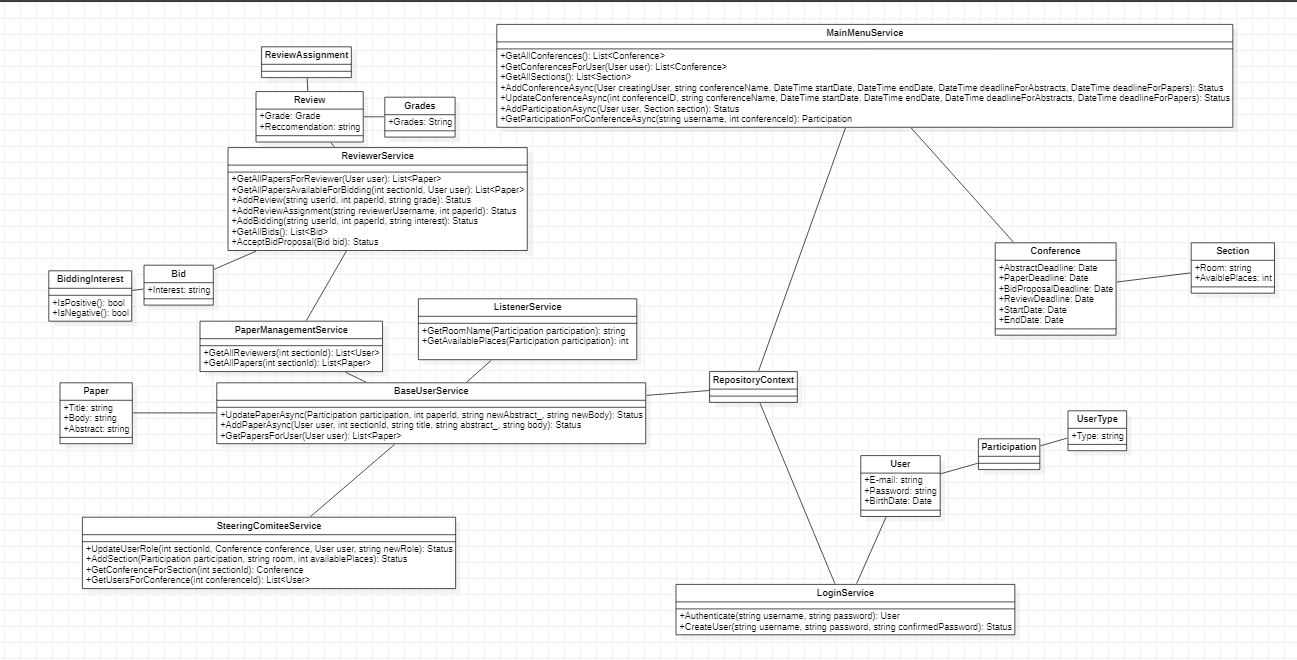 MainMenuService
+GetAllConferences(): List<Conference>
+GetConferencesForUser(User user): List<Conference>
+GetAllSections(): List<Section>
+AddConferenceAsync(User creatingUser, string conferenceName, DateTime startDate, DateTime endDate, DateTime deadlineForAbstracts, DateTime deadlineForPapers): Status
+UpdateConferenceAsync(int conferenceID, string conferenceName, DateTime startDate, DateTime endDate, DateTime deadlineForAbstracts, DateTime deadlineForPapers): Status
+AddParticipationAsync(User user, Section section): Status
+GetParticipationForConferenceAsync(string username, int conferenceId): Participation
ReviewAssignment
Review
+Grade: Grade
+Reccomendation: string
Grades
+Grades: String
ReviewerService
+GetAllPapersForReviewer(User user): List<Paper>
+GetAllPapersAvailableForBidding(int sectionId, User user): List<Paper>
+AddReview(string userId, int paperId, string grade): Status
+AddReviewAssignment(string reviewerUsername, int paperId): Status
+AddBidding(string userId, int paperId, string interest): Status
+GetAllBids(): List<Bid>
+AcceptBidProposal(Bid bid): Status
BiddingInterest
+IsPositive(): bool
+IsNegative(): bool
Bid
+Interest: string
Conference
+AbstractDeadline: Date
+PaperDeadline: Date
+BidProposalDeadline: Date
+ReviewDeadline: Date
+StartDate: Date
+EndDate: Date
Section
+Room: string
+AvaiblePlaces: int
ListenerService
+GetRoomName(Participation participation): string
+GetAvailablePlaces(Participation participation): int
PaperManagementService
+GetAllReviewers(int sectionId): List<User>
+GetAllPapers(int sectionId): List<Paper>
Paper
+Title: string
+Body: string
+Abstract: string
BaseUserService
+UpdatePaperAsync(Participation participation, int paperId, string newAbstract_, string newBody): Status
+AddPaperAsync(User user, int sectionId, string title, string abstract_, string body): Status
+GetPapersForUser(User user): List<Paper>
RepositoryContext
UserType
+Type: string
Participation
User
+E-mail: string
+Password: string
+BirthDate: Date
SteeringComiteeService
+UpdateUserRole(int sectionId, Conference conference, User user, string newRole): Status
+AddSection(Participation participation, string room, int availablePlaces): Status
+GetConferenceForSection(int sectionId): Conference
+GetUsersForConference(int conferenceId): List<User>
LoginService
+Authenticate(string username, string password): User
+CreateUser(string username, string password, string confirmedPassword): Status